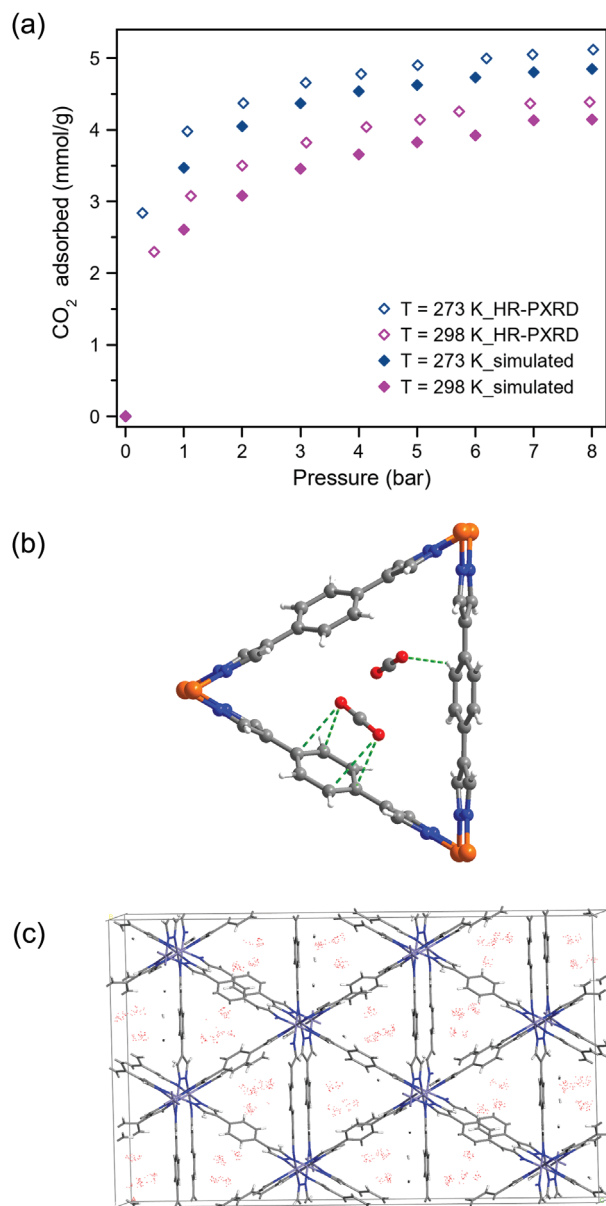 (a)
CO₂ adsorbed (mmol/g)
5
4
3
2
1
0
T = 273 K_HR-PXRD
T = 298 K_HR-PXRD
T = 273 K_simulated
T = 298 K_simulated
0 1 2 3 4 5 6 7 8
Pressure (bar)
(b)
(c)